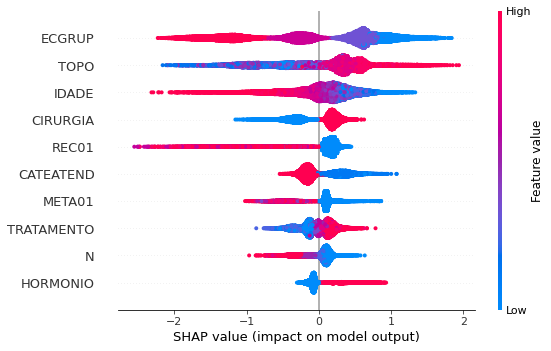 High
ECGRUP
TOPO
IDADE
CIRURGIA
REC01
CATEATEND
META01
TRATAMENTO
N
HORMONIO
Feature value
Low
−2 −1 0 1 2
SHAP value (impact on model output)